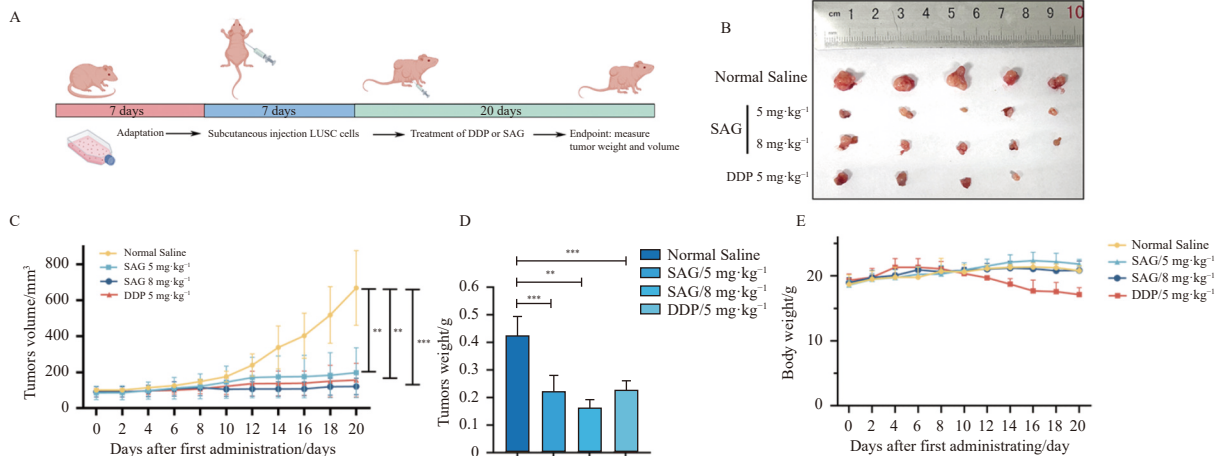 A
7 days
7 days
20 days
Adaptation
Subcutaneous injection LUSC cells
Treatment of DDP or SAG
Endpoint: measure
tumor weight and volume
B
cm 1 2 3 4 5 6 7 8 9 10
Normal Saline
5 mg·kg⁻¹
SAG
8 mg·kg⁻¹
DDP 5 mg·kg⁻¹
C
Normal Saline
SAG 5 mg·kg⁻¹
SAG 8 mg·kg⁻¹
DDP 5 mg·kg⁻¹
Tumors volume/mm³
800
600
400
200
0
** ** ***
0 2 4 6 8 10 12 14 16 18 20
Days after first administration/days
D
***
**
***
Normal Saline
SAG/5 mg·kg⁻¹
SAG/8 mg·kg⁻¹
DDP/5 mg·kg⁻¹
Tumors weight/g
0.6
0.5
0.4
0.3
0.2
0.1
0
E
Normal Saline
SAG/5 mg·kg⁻¹
SAG/8 mg·kg⁻¹
DDP/5 mg·kg⁻¹
Body weight/g
30
20
10
0
0 2 4 6 8 10 12 14 16 18 20
Days after first administrating/day